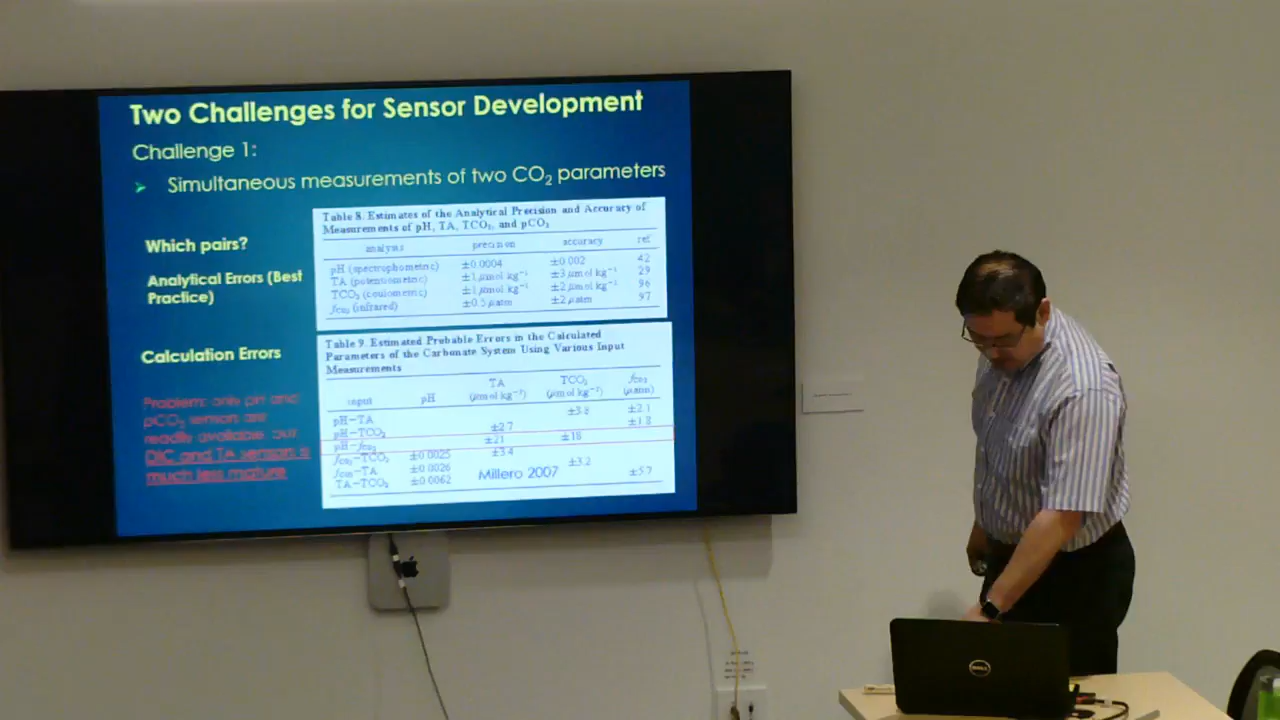 Two Challenges for Sensor Development
Challenge 1:
➤ Simultaneous measurements of two CO₂ parameters
Which pairs?
Analytical Errors (Best
Practice)
Table 8. Estimates of the Analytical Precision and Accuracy of
Measurements of pH, TA, TCO₂, and pCO₂
analysis precision accuracy ref
pH (spectrophometric) ±0.0004 ±0.002 42
TA (potentiometric) ±1 μmol kg⁻¹ ±3 μmol kg⁻¹ 29
TCO₂ (coulometric) ±1 μmol kg⁻¹ ±2 μmol kg⁻¹ 96
fCO₂ (infrared) ±0.5 μatm ±2 μatm 97
Calculation Errors
Problem: only pH and
pCO₂ sensors are
readily available, but
DIC and TA sensors is
much less mature
Table 9. Estimated Probable Errors in the Calculated
Parameters of the Carbonate System Using Various Input
Measurements
input pH TA (μmol kg⁻¹) TCO₂ (μmol kg⁻¹) fCO₂ (μatm)
pH-TA ±3.8 ±2.1
pH-TCO₂ ±2.7 ±1.8
pH-fCO₂ ±21 ±18
fCO₂-TCO₂ ±0.0025 ±3.4
fCO₂-TA ±0.0026 ±3.2
TA-TCO₂ ±0.0062 ±5.7
Millero 2007
DELL